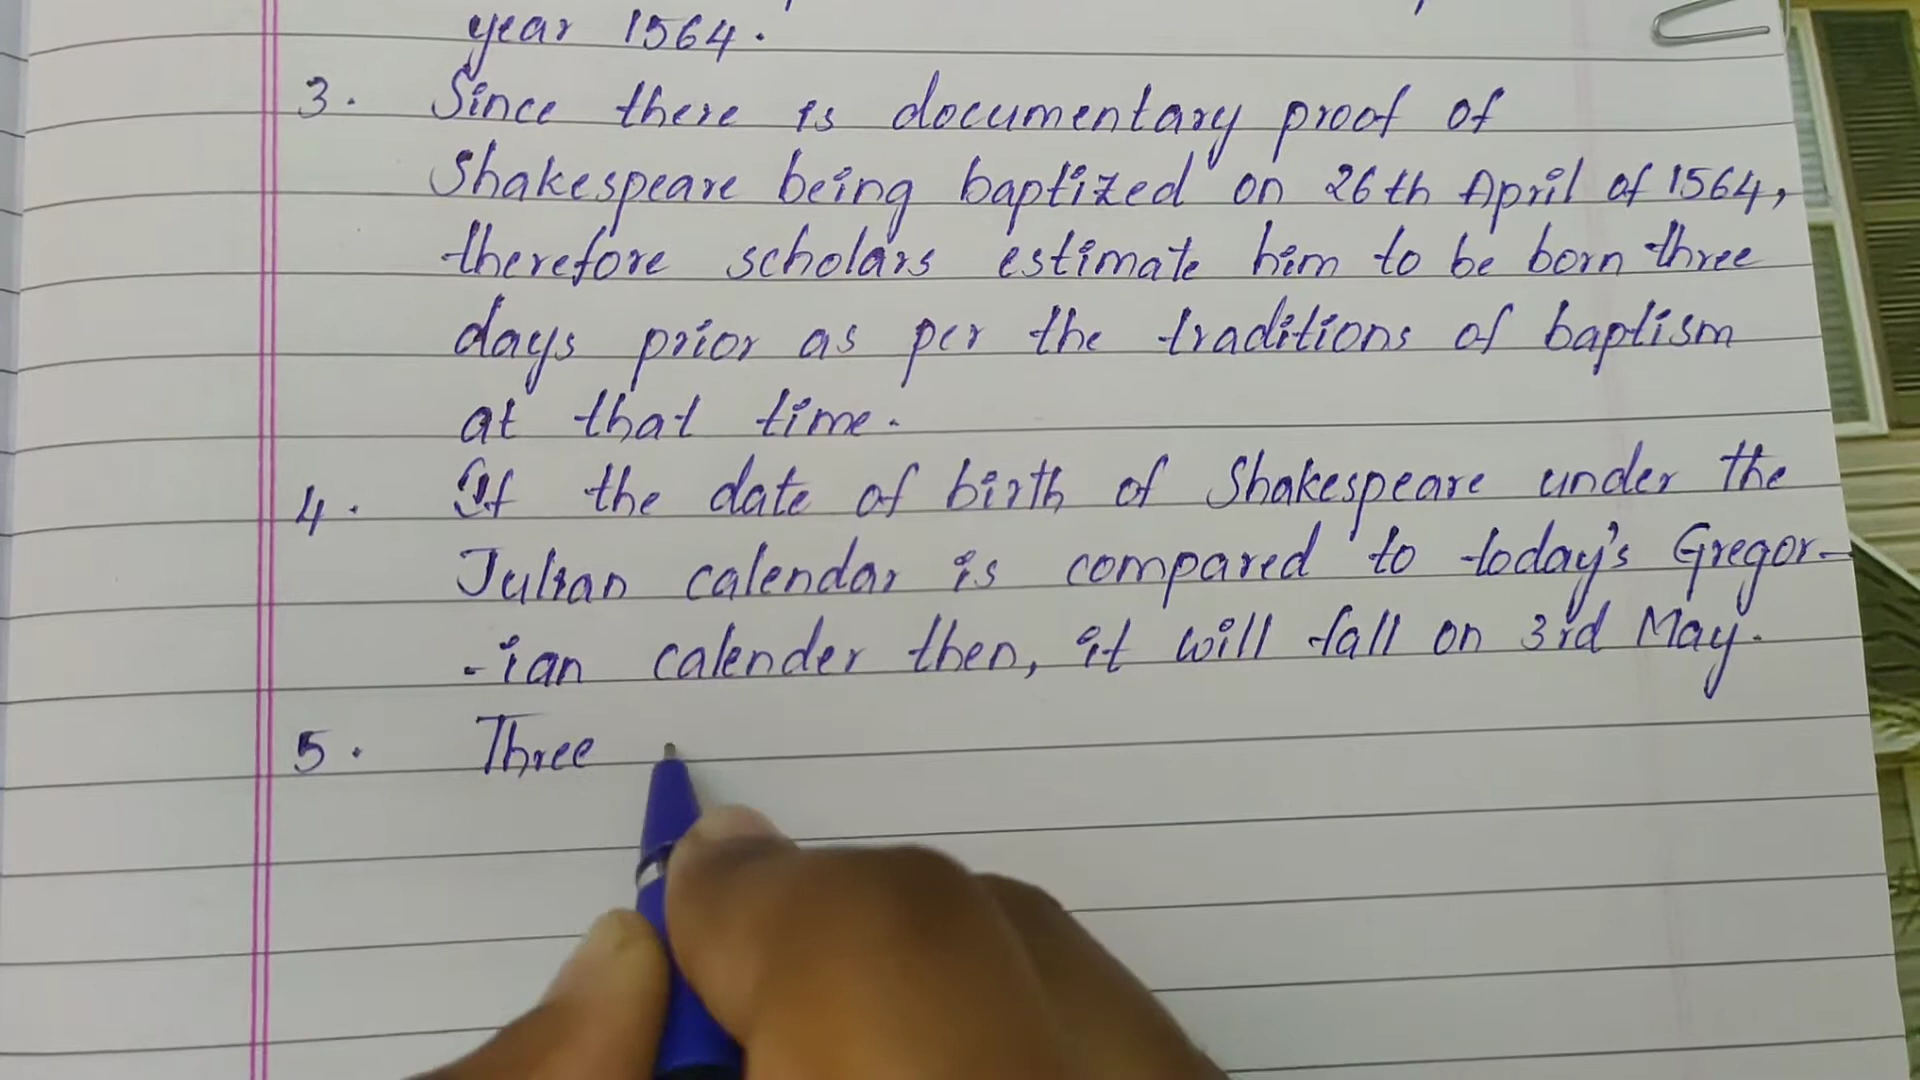 year 1564.
3. Since there is documentary proof of
Shakespeare being baptized on 26th April of 1564,
therefore scholars estimate him to be born three
days prior as per the traditions of baptism
at that time.
4. If the date of birth of Shakespeare under the
Julian calendar is compared to today's Gregor-
-ian calender then, it will fall on 3rd May.
5. Three